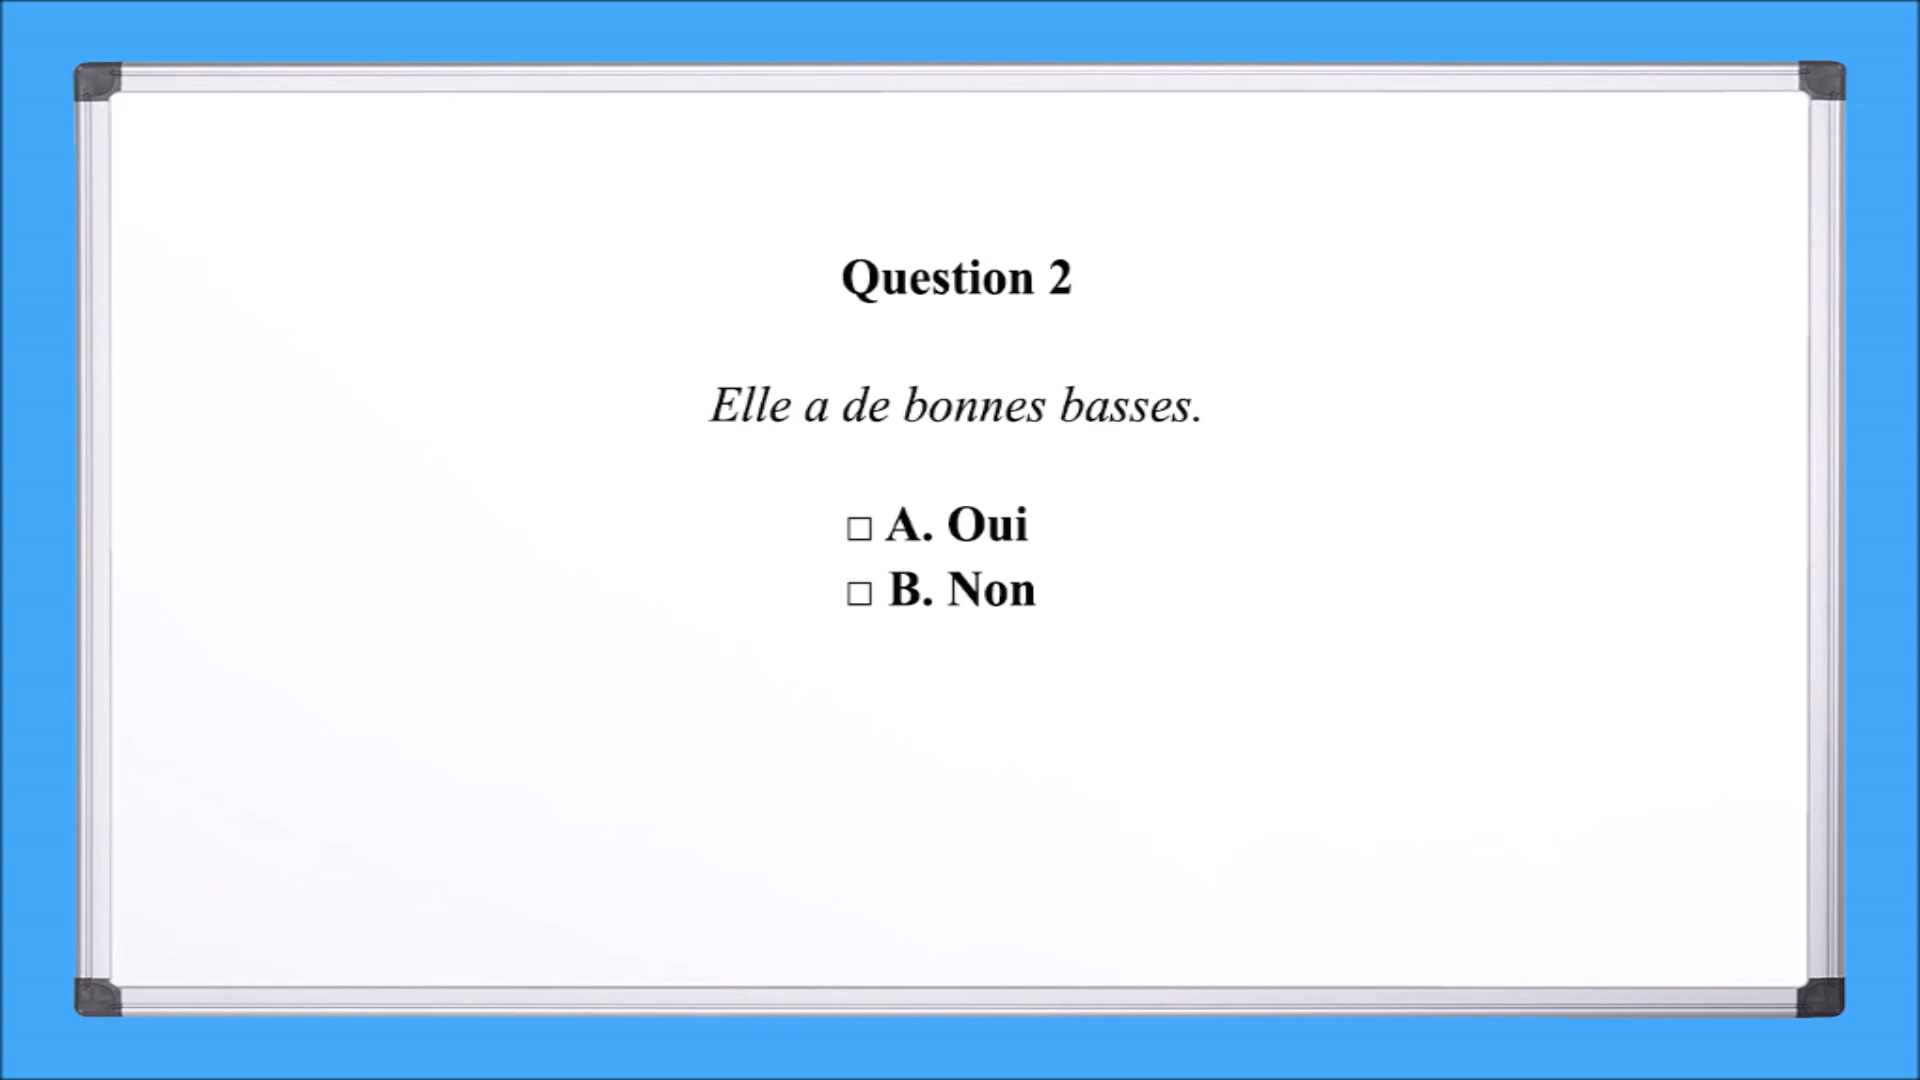 Question 2
Elle a de bonnes basses.
□ A. Oui
□ B. Non